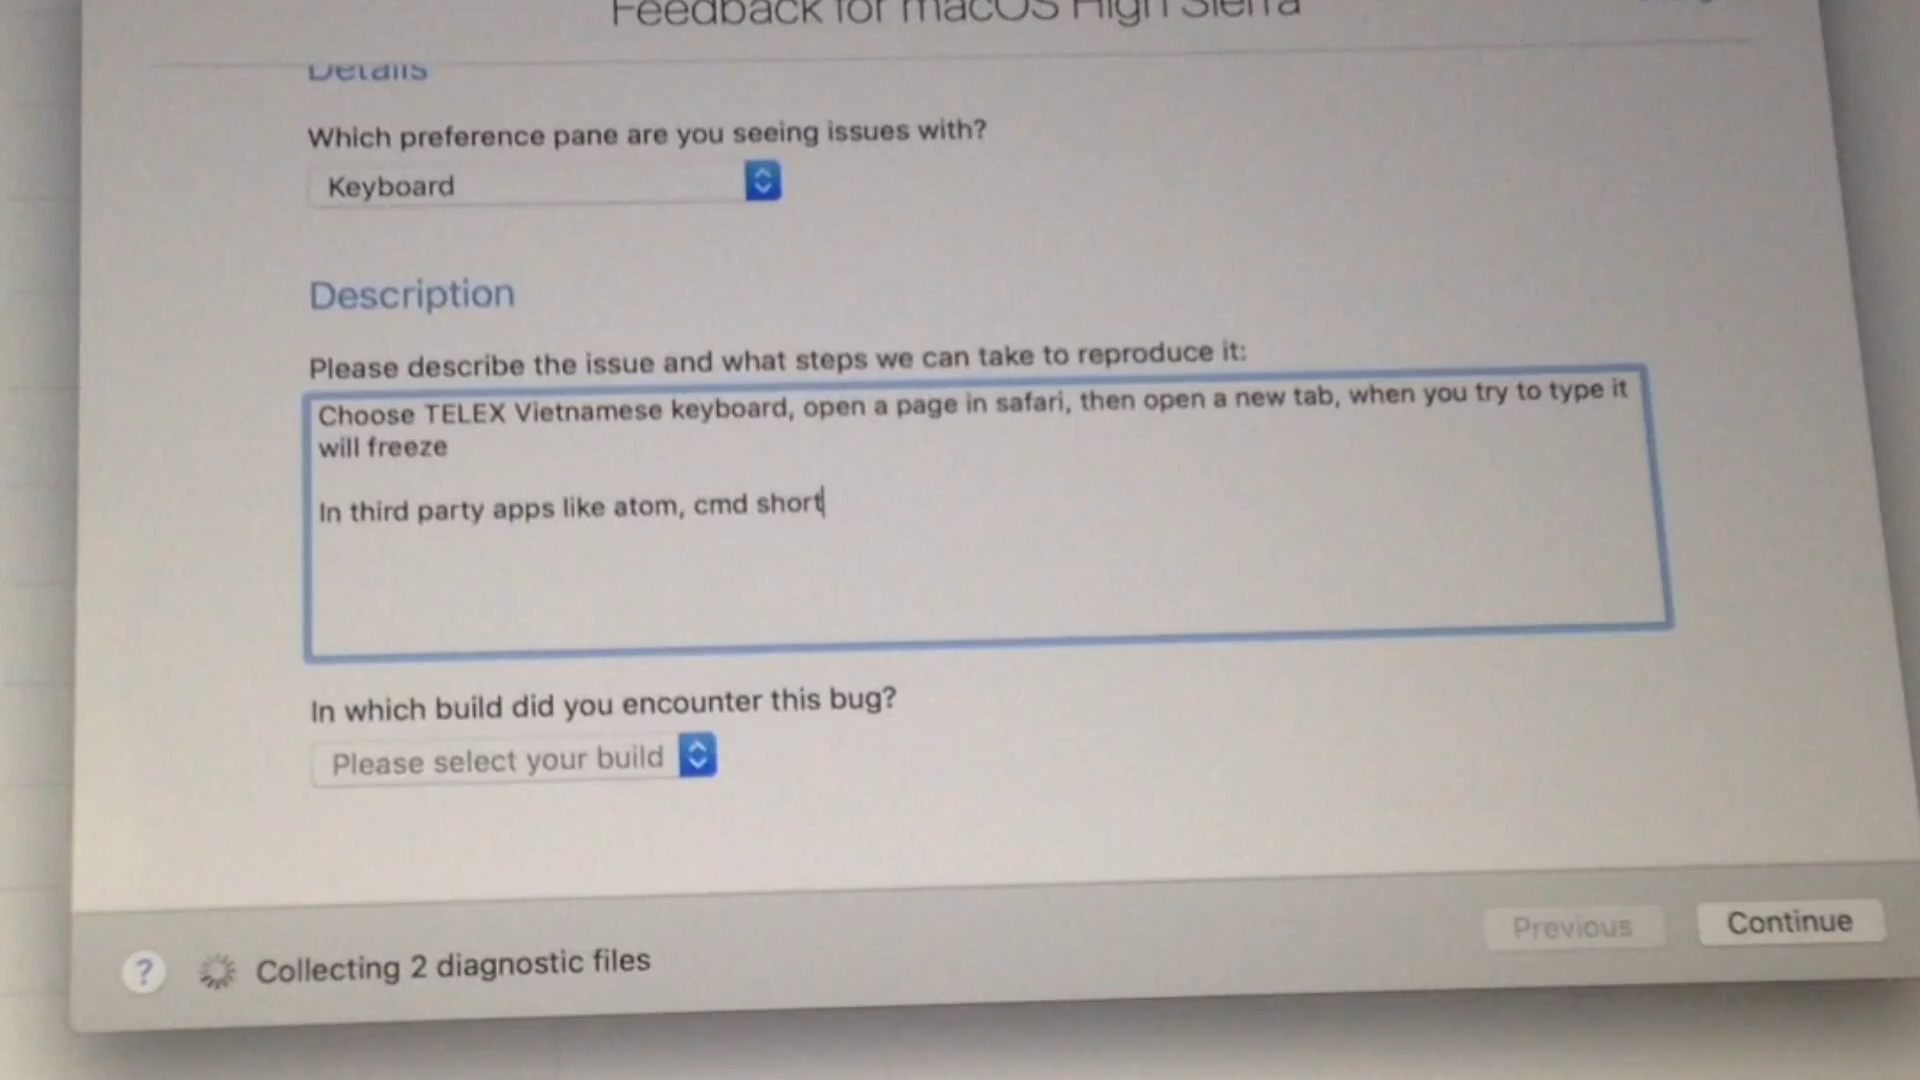 Feedback for macOS High Sierra
Details
Which preference pane are you seeing issues with?
Keyboard
Description
Please describe the issue and what steps we can take to reproduce it:
Choose TELEX Vietnamese keyboard, open a page in safari, then open a new tab, when you try to type it
will freeze
In third party apps like atom, cmd short
In which build did you encounter this bug?
Please select your build
Previous
Continue
?
Collecting 2 diagnostic files